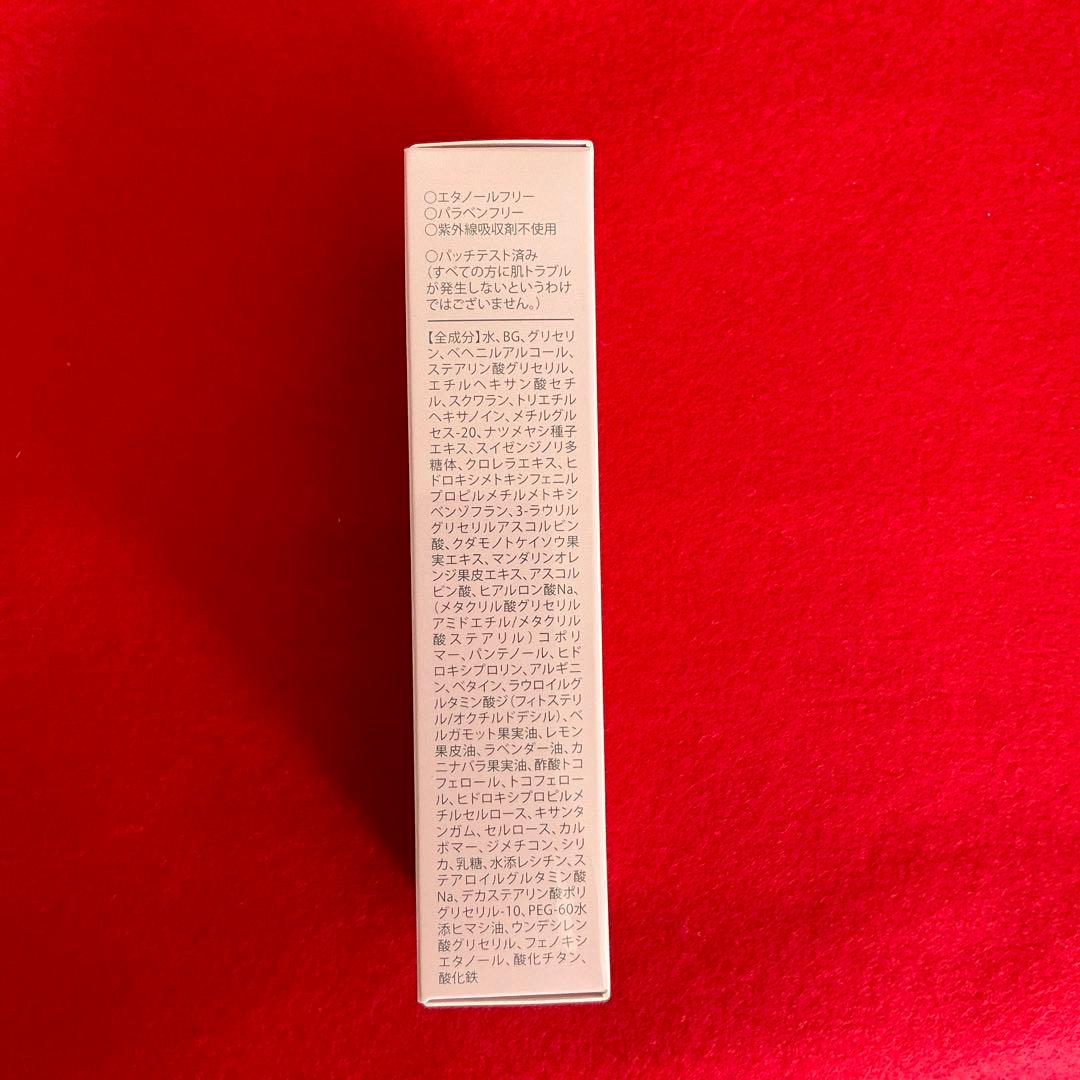 ○エタノールフリー
○パラベンフリー
○紫外線吸収剤不使用
○パッチテスト済み
(すべての方に肌トラブル
が発生しないというわけ
ではございません。)
【全成分】水、BG、グリセリ
ン、ベヘニルアルコール、
ステアリン酸グリセリル、
エチルヘキサン酸セチ
ル、スクワラン、トリエチル
ヘキサノイン、メチルグル
セス-20、ナツメヤシ種子
エキス、スイゼンジノリ多
糖体、クロレラエキス、ヒ
ドロキシメトキシフェニル
プロピルメチルメトキシ
ベンゾフラン、3-ラウリル
グリセリルアスコルビン
酸、クダモノトケイソウ果
実エキス、マンダリンオレ
ンジ果皮エキス、アスコル
ビン酸、ヒアルロン酸Na、
(メタクリル酸グリセリル
アミドエチル/メタクリル
酸ステアリル)コポリ
マー、パンテノール、ヒド
ロキシプロリン、アルギニ
ン、ベタイン、ラウロイルグ
ルタミン酸ジ(フィトステリ
ル/オクチルドデシル)、ベ
ルガモット果実油、レモン
果皮油、ラベンダー油、カ
ニナバラ果実油、酢酸トコ
フェロール、トコフェロー
ル、ヒドロキシプロピルメ
チルセルロース、キサンタ
ンガム、セルロース、カル
ボマー、ジメチコン、シリ
カ、乳糖、水添レシチン、ス
テアロイルグルタミン酸
Na、デカステアリン酸ポリ
グリセリル-10、PEG-60水
添ヒマシ油、ウンデシレン
酸グリセリル、フェノキシ
エタノール、酸化チタン、
酸化鉄